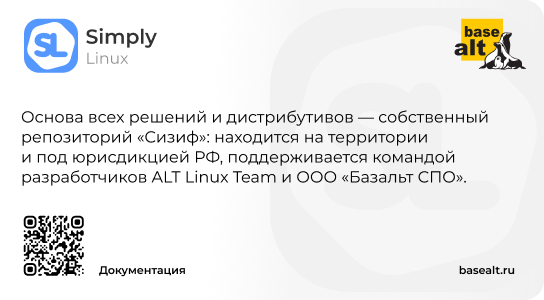 SL
Simply
Linux
base
alt
Основа всех решений и дистрибутивов — собственный
репозиторий «Сизиф»: находится на территории
и под юрисдикцией РФ, поддерживается командой
разработчиков ALT Linux Team и ООО «Базальт СПО».
Документация
basealt.ru